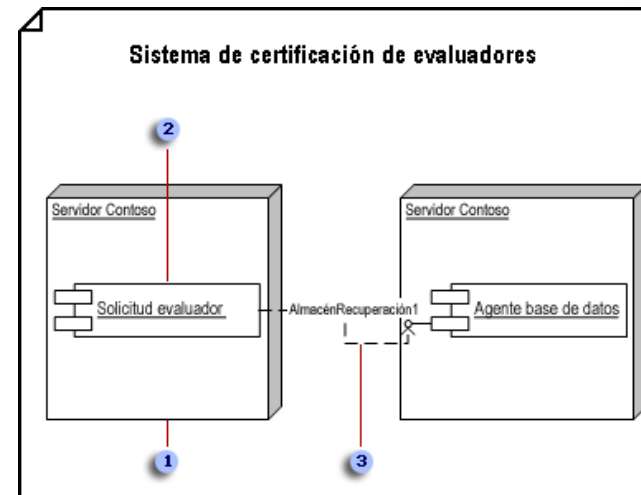 Sistema de certificación de evaluadores
2
Servidor Contoso
Servidor Contoso
Solicitud evaluador
AlmacénRecuperación1
Agente base de datos
1
3